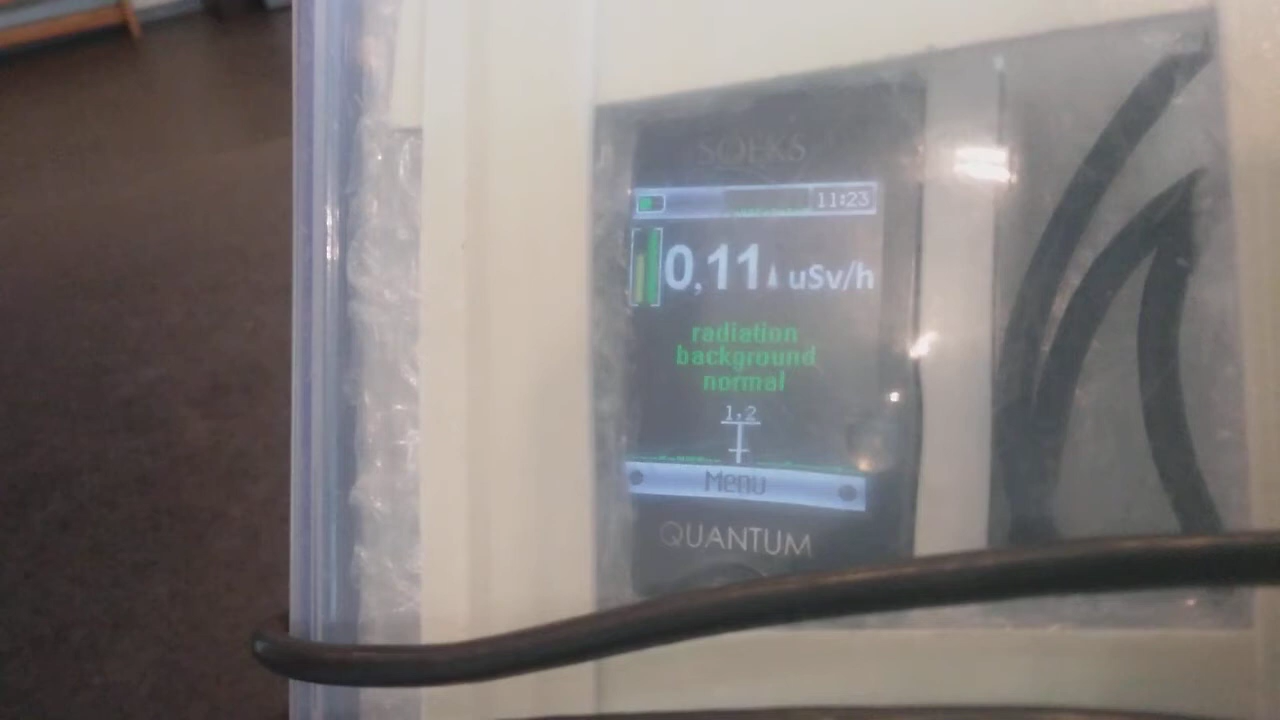 SOEKS
11:23
0,11 uSv/h
radiation
background
normal
1.2
Menu
QUANTUM